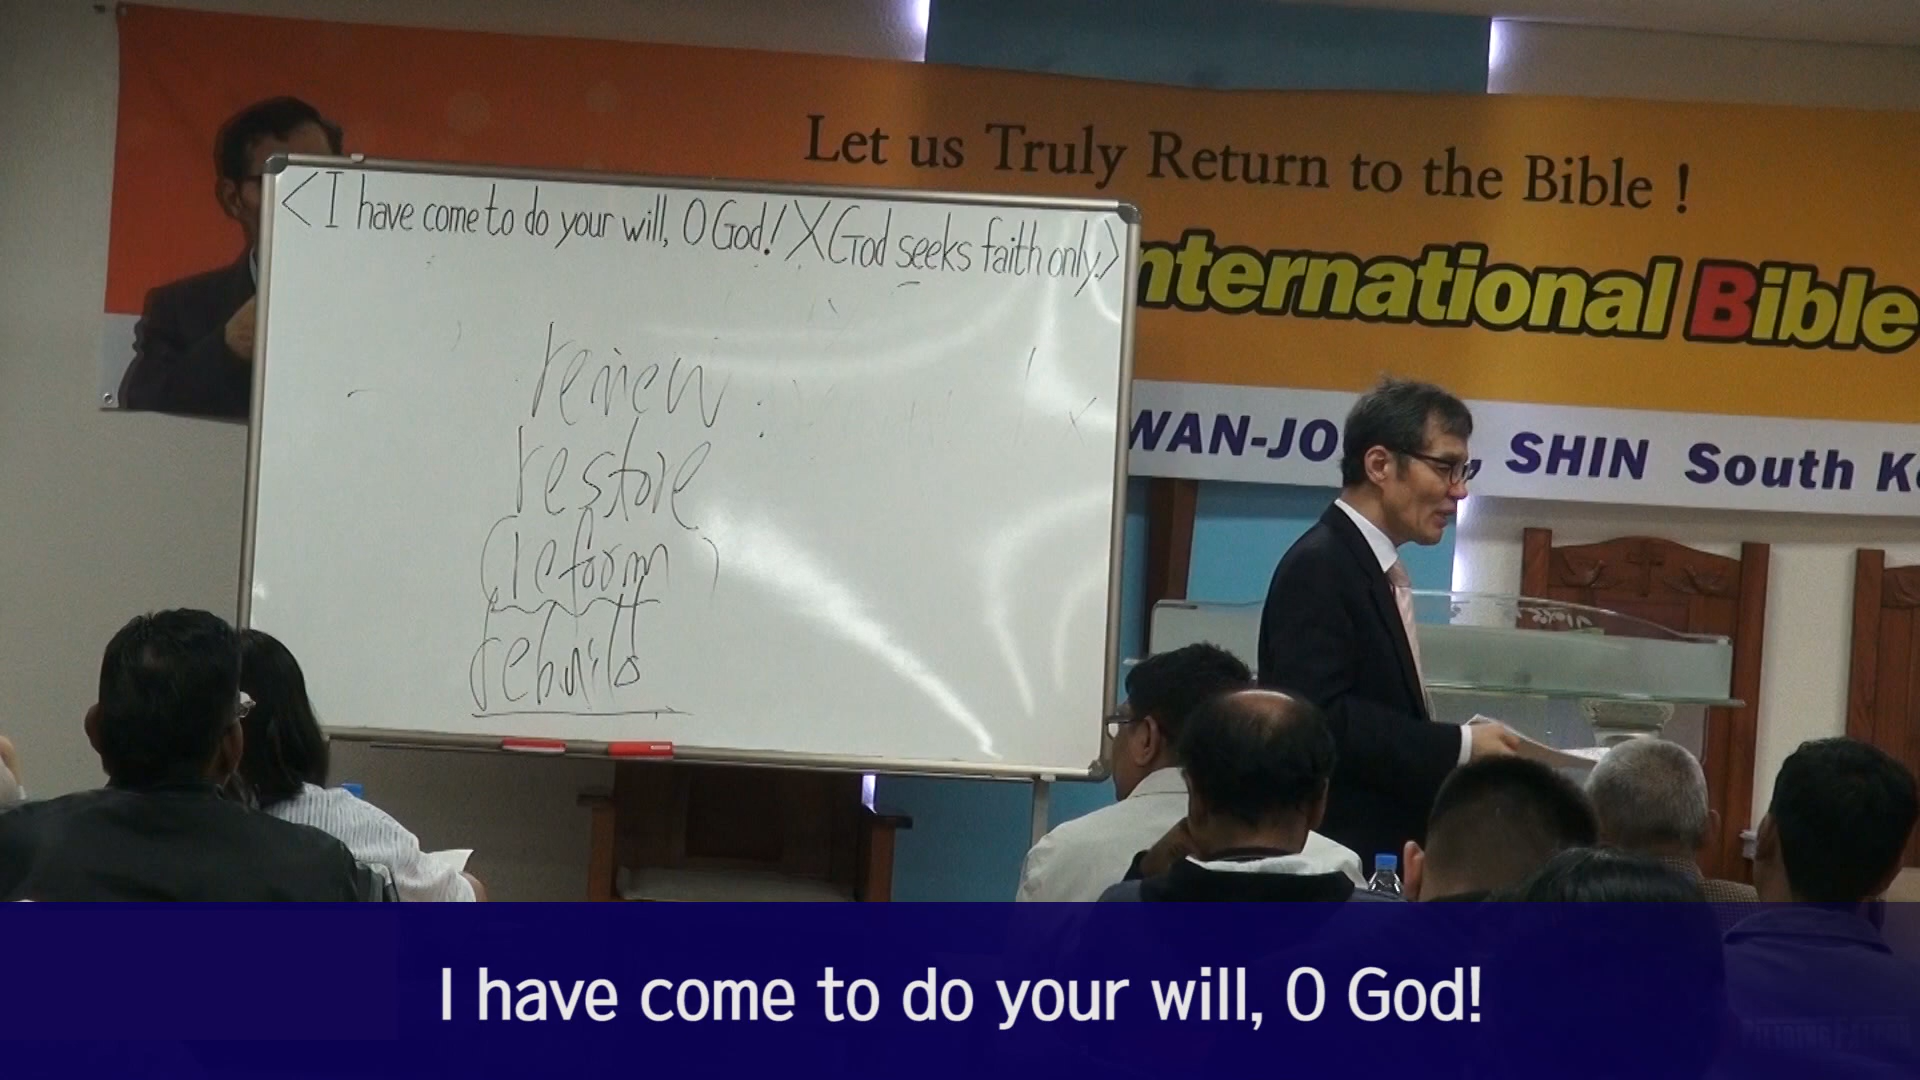 Let us Truly Return to the Bible !
nternational Bible
WAN-JO , SHIN South K
<I have come to do your will, O God! X God seeks faith only.>
renew
restore
(reform)
rebuild
I have come to do your will, O God!